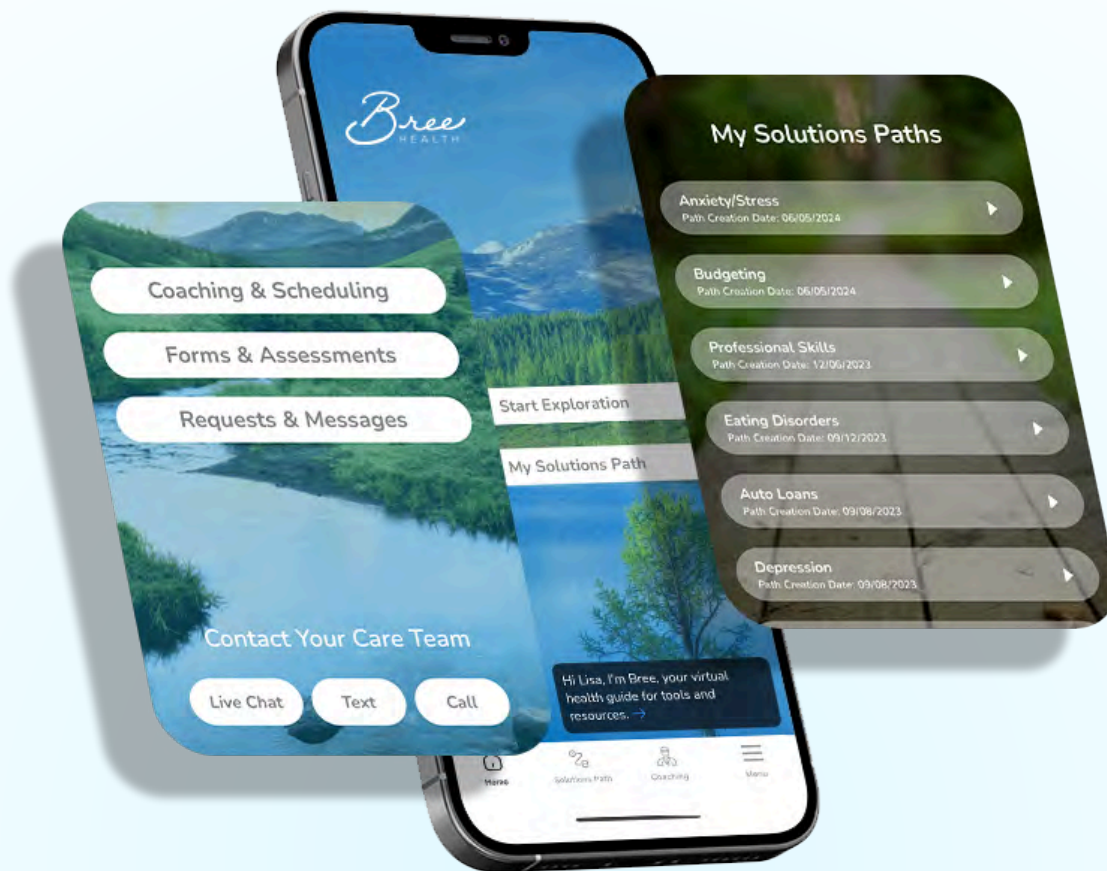 Bree
HEALTH
Start Exploration
My Solutions Path
Hi Lisa, I'm Bree, your virtual
health guide for tools and
resources. →
Home
Solutions Path
Coaching
Menu
Coaching & Scheduling
Forms & Assessments
Requests & Messages
Contact Your Care Team
Live Chat
Text
Call
My Solutions Paths
Anxiety/Stress
Path Creation Date: 06/05/2024
Budgeting
Path Creation Date: 06/05/2024
Professional Skills
Path Creation Date: 12/06/2023
Eating Disorders
Path Creation Date: 09/12/2023
Auto Loans
Path Creation Date: 09/08/2023
Depression
Path Creation Date: 09/08/2023